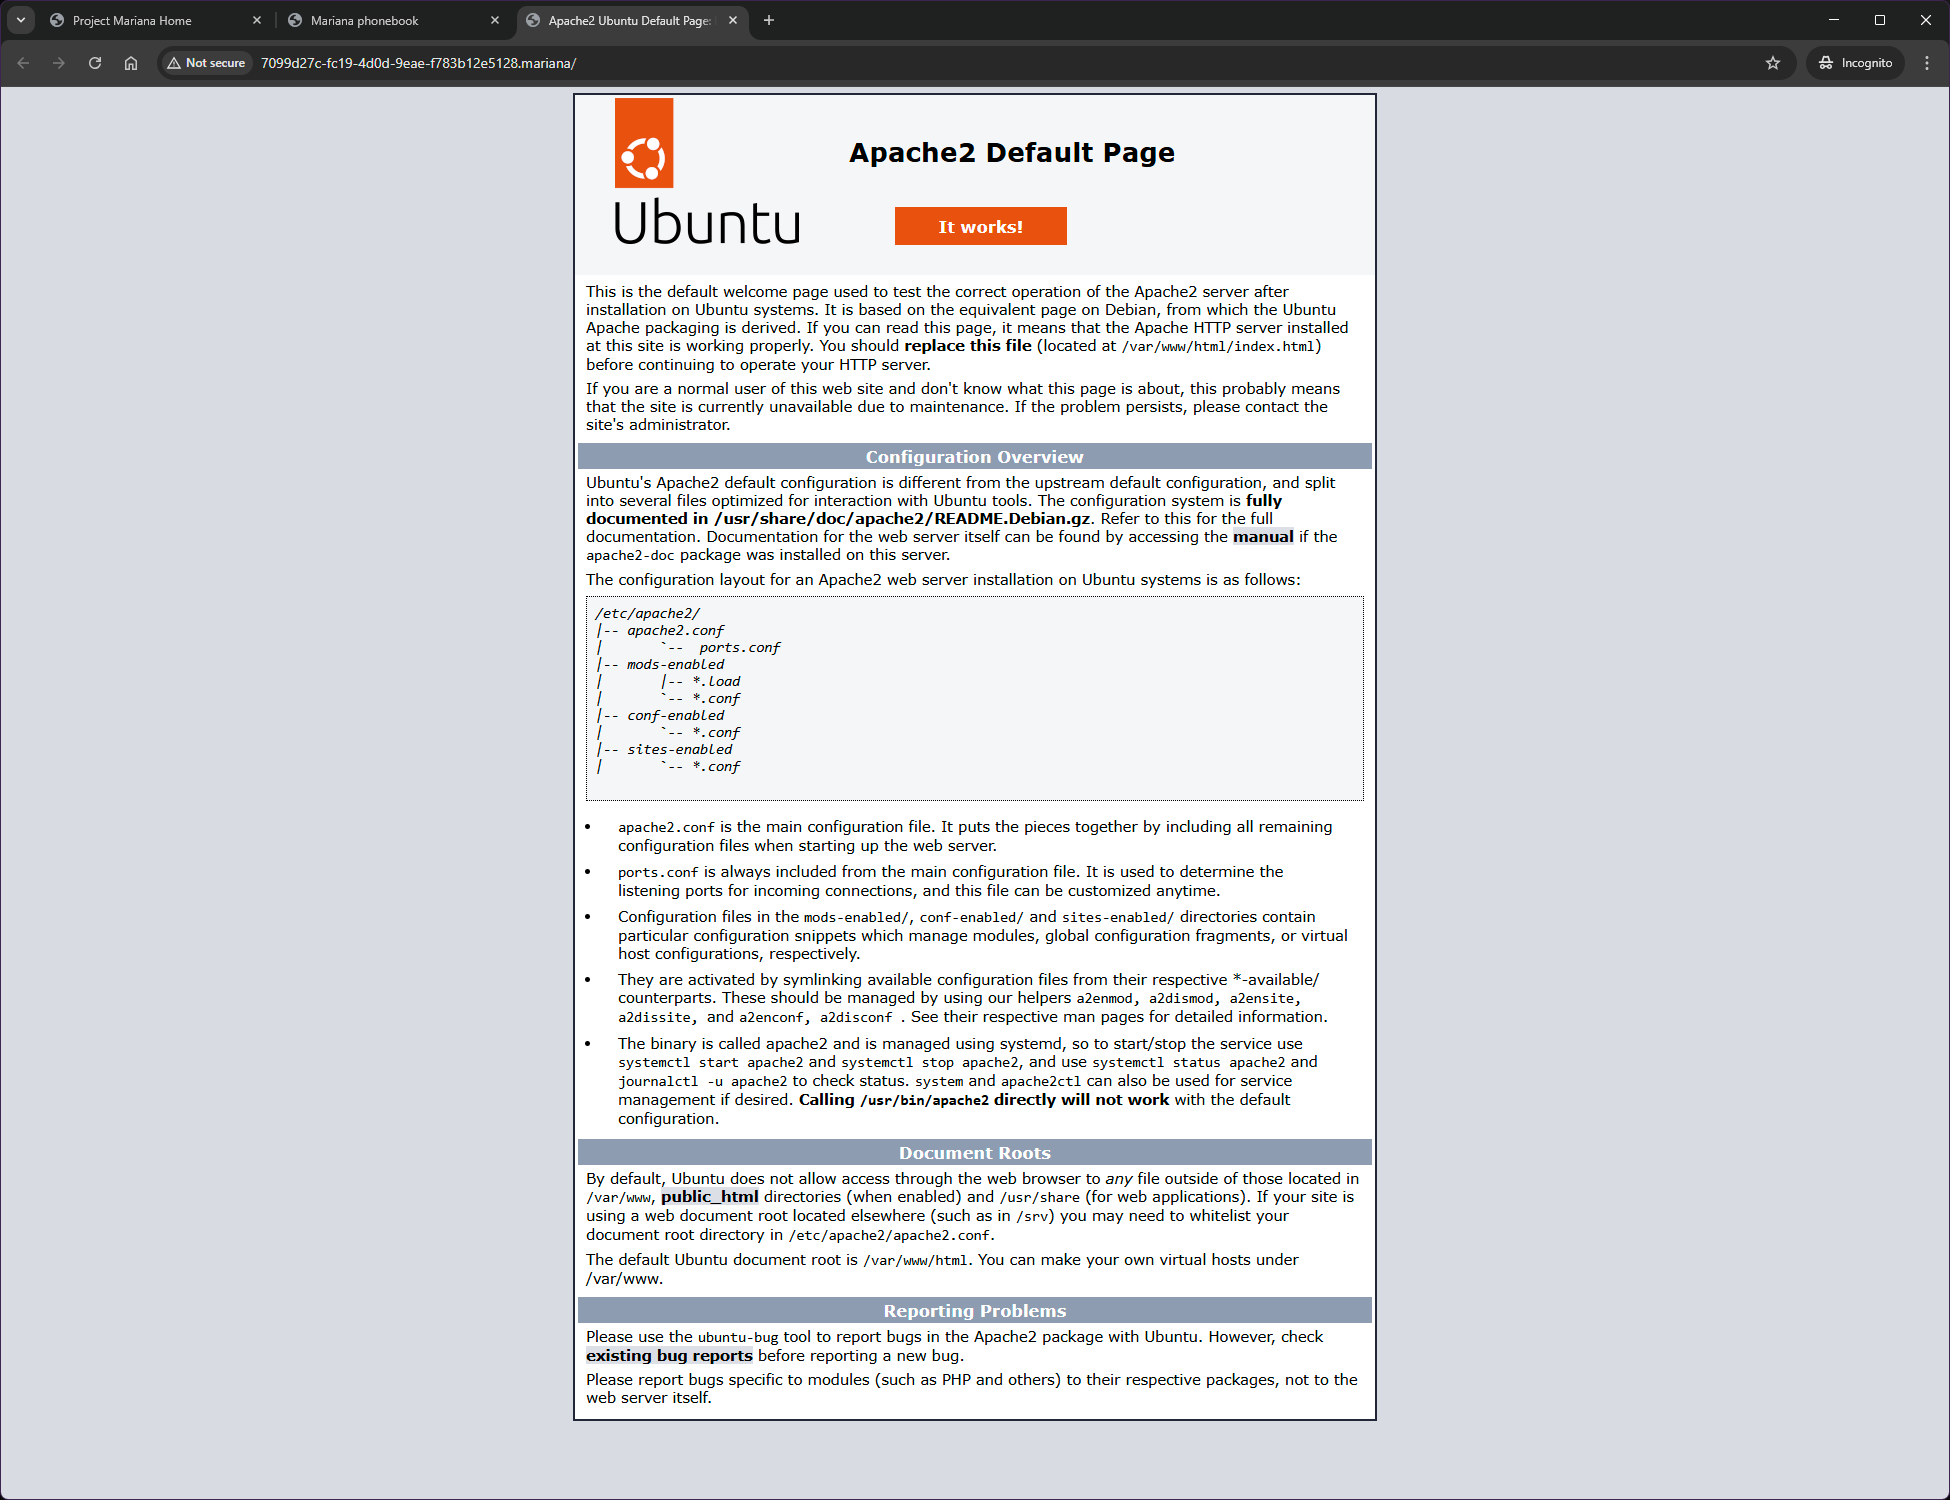 Project Mariana Home
Mariana phonebook
Apache2 Ubuntu Default Page:
Not secure
7099d27c-fc19-4d0d-9eae-f783b12e5128.mariana/
Incognito
Apache2 Default Page
Ubuntu
It works!
This is the default welcome page used to test the correct operation of the Apache2 server after
installation on Ubuntu systems. It is based on the equivalent page on Debian, from which the Ubuntu
Apache packaging is derived. If you can read this page, it means that the Apache HTTP server installed
at this site is working properly. You should replace this file (located at /var/www/html/index.html)
before continuing to operate your HTTP server.
If you are a normal user of this web site and don't know what this page is about, this probably means
that the site is currently unavailable due to maintenance. If the problem persists, please contact the
site's administrator.
Configuration Overview
Ubuntu's Apache2 default configuration is different from the upstream default configuration, and split
into several files optimized for interaction with Ubuntu tools. The configuration system is fully
documented in /usr/share/doc/apache2/README.Debian.gz. Refer to this for the full
documentation. Documentation for the web server itself can be found by accessing the manual if the
apache2-doc package was installed on this server.
The configuration layout for an Apache2 web server installation on Ubuntu systems is as follows:
/etc/apache2/
|-- apache2.conf
|       `--  ports.conf
|-- mods-enabled
|       |-- *.load
|       `-- *.conf
|-- conf-enabled
|       `-- *.conf
|-- sites-enabled
|       `-- *.conf
• apache2.conf is the main configuration file. It puts the pieces together by including all remaining
configuration files when starting up the web server.
• ports.conf is always included from the main configuration file. It is used to determine the
listening ports for incoming connections, and this file can be customized anytime.
• Configuration files in the mods-enabled/, conf-enabled/ and sites-enabled/ directories contain
particular configuration snippets which manage modules, global configuration fragments, or virtual
host configurations, respectively.
• They are activated by symlinking available configuration files from their respective *-available/
counterparts. These should be managed by using our helpers a2enmod, a2dismod, a2ensite,
a2dissite, and a2enconf, a2disconf . See their respective man pages for detailed information.
• The binary is called apache2 and is managed using systemd, so to start/stop the service use
systemctl start apache2 and systemctl stop apache2, and use systemctl status apache2 and
journalctl -u apache2 to check status. system and apache2ctl can also be used for service
management if desired. Calling /usr/bin/apache2 directly will not work with the default
configuration.
Document Roots
By default, Ubuntu does not allow access through the web browser to any file outside of those located in
/var/www, public_html directories (when enabled) and /usr/share (for web applications). If your site is
using a web document root located elsewhere (such as in /srv) you may need to whitelist your
document root directory in /etc/apache2/apache2.conf.
The default Ubuntu document root is /var/www/html. You can make your own virtual hosts under
/var/www.
Reporting Problems
Please use the ubuntu-bug tool to report bugs in the Apache2 package with Ubuntu. However, check
existing bug reports before reporting a new bug.
Please report bugs specific to modules (such as PHP and others) to their respective packages, not to the
web server itself.